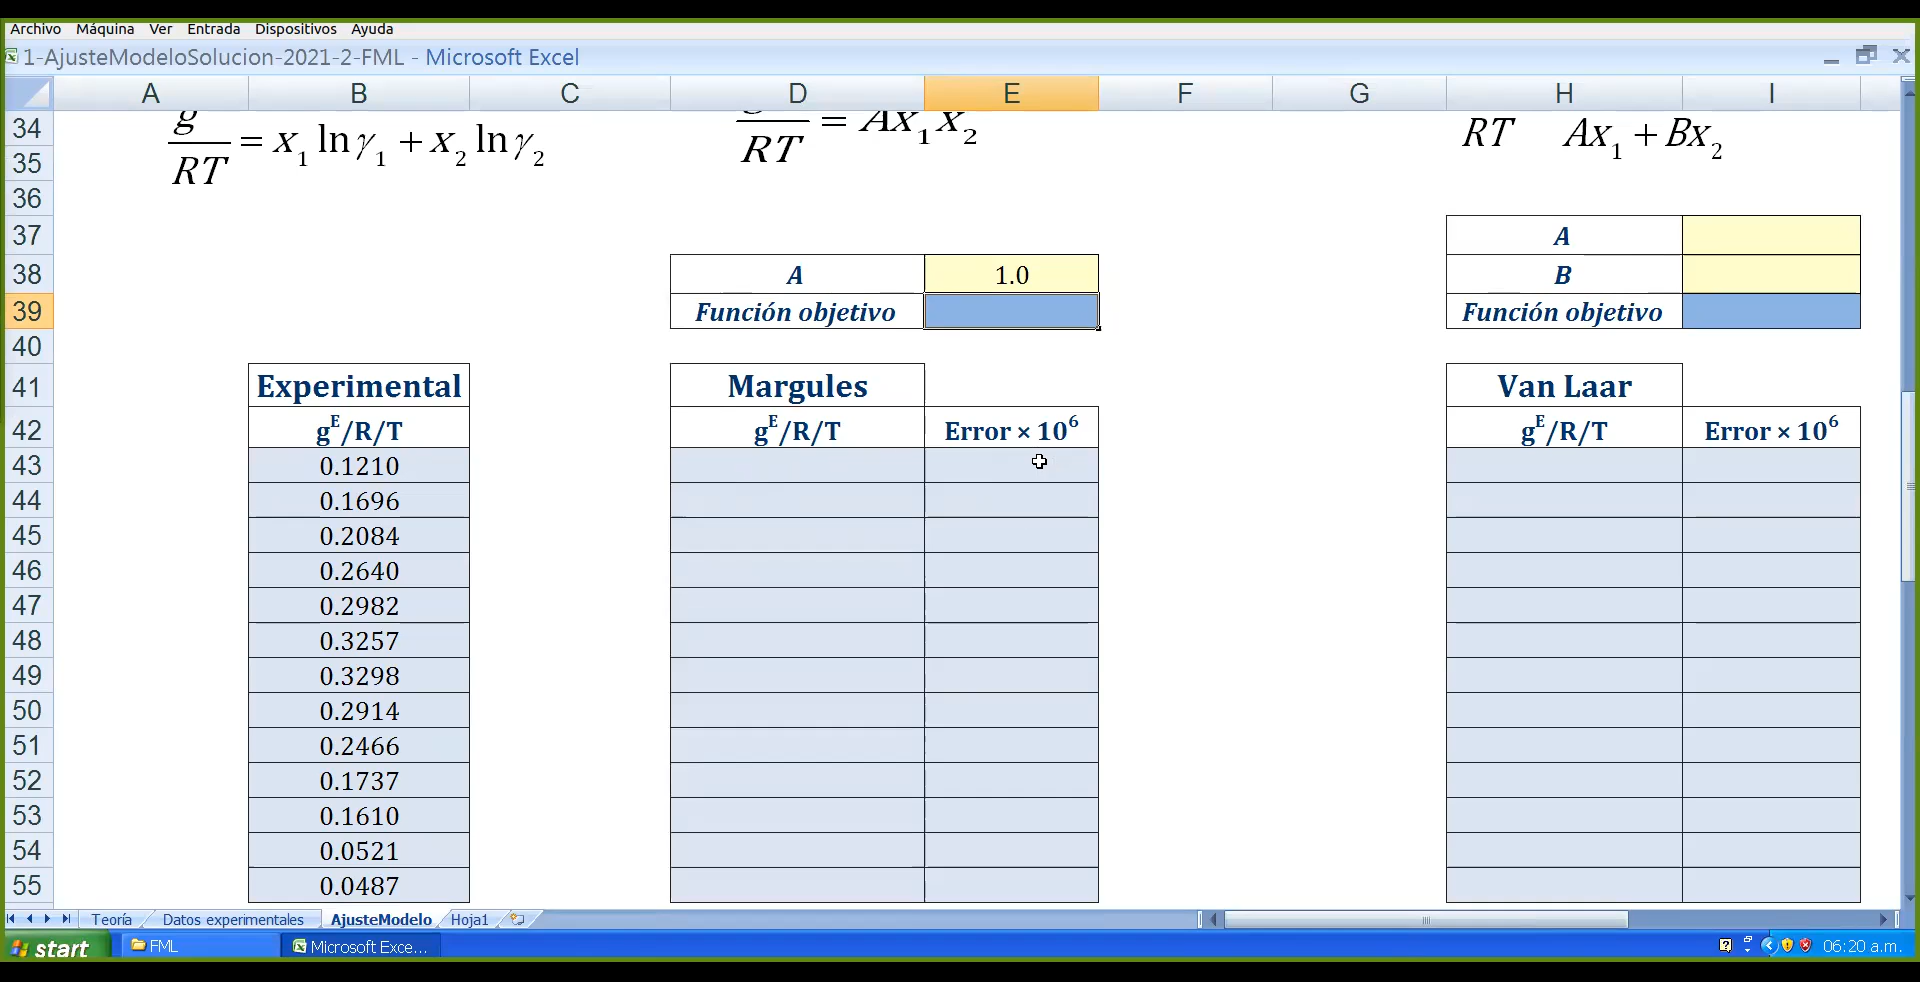 Archivo Máquina Ver Entrada Dispositivos Ayuda
1-AjusteModeloSolucion-2021-2-FML - Microsoft Excel
A B C D E F G H I
34
35
36
g
RT = x1 ln γ1 + x2 ln γ2
RT = Ax1x2
RT Ax1 + Bx2
37 A
38 A 1.0 B
39 Función objetivo Función objetivo
40
41 Experimental Margules Van Laar
42 gE/R/T gE/R/T Error × 10^6 gE/R/T Error × 10^6
43 0.1210
44 0.1696
45 0.2084
46 0.2640
47 0.2982
48 0.3257
49 0.3298
50 0.2914
51 0.2466
52 0.1737
53 0.1610
54 0.0521
55 0.0487
Teoría Datos experimentales AjusteModelo Hoja1
start FML Microsoft Exce... 06:20 a.m.